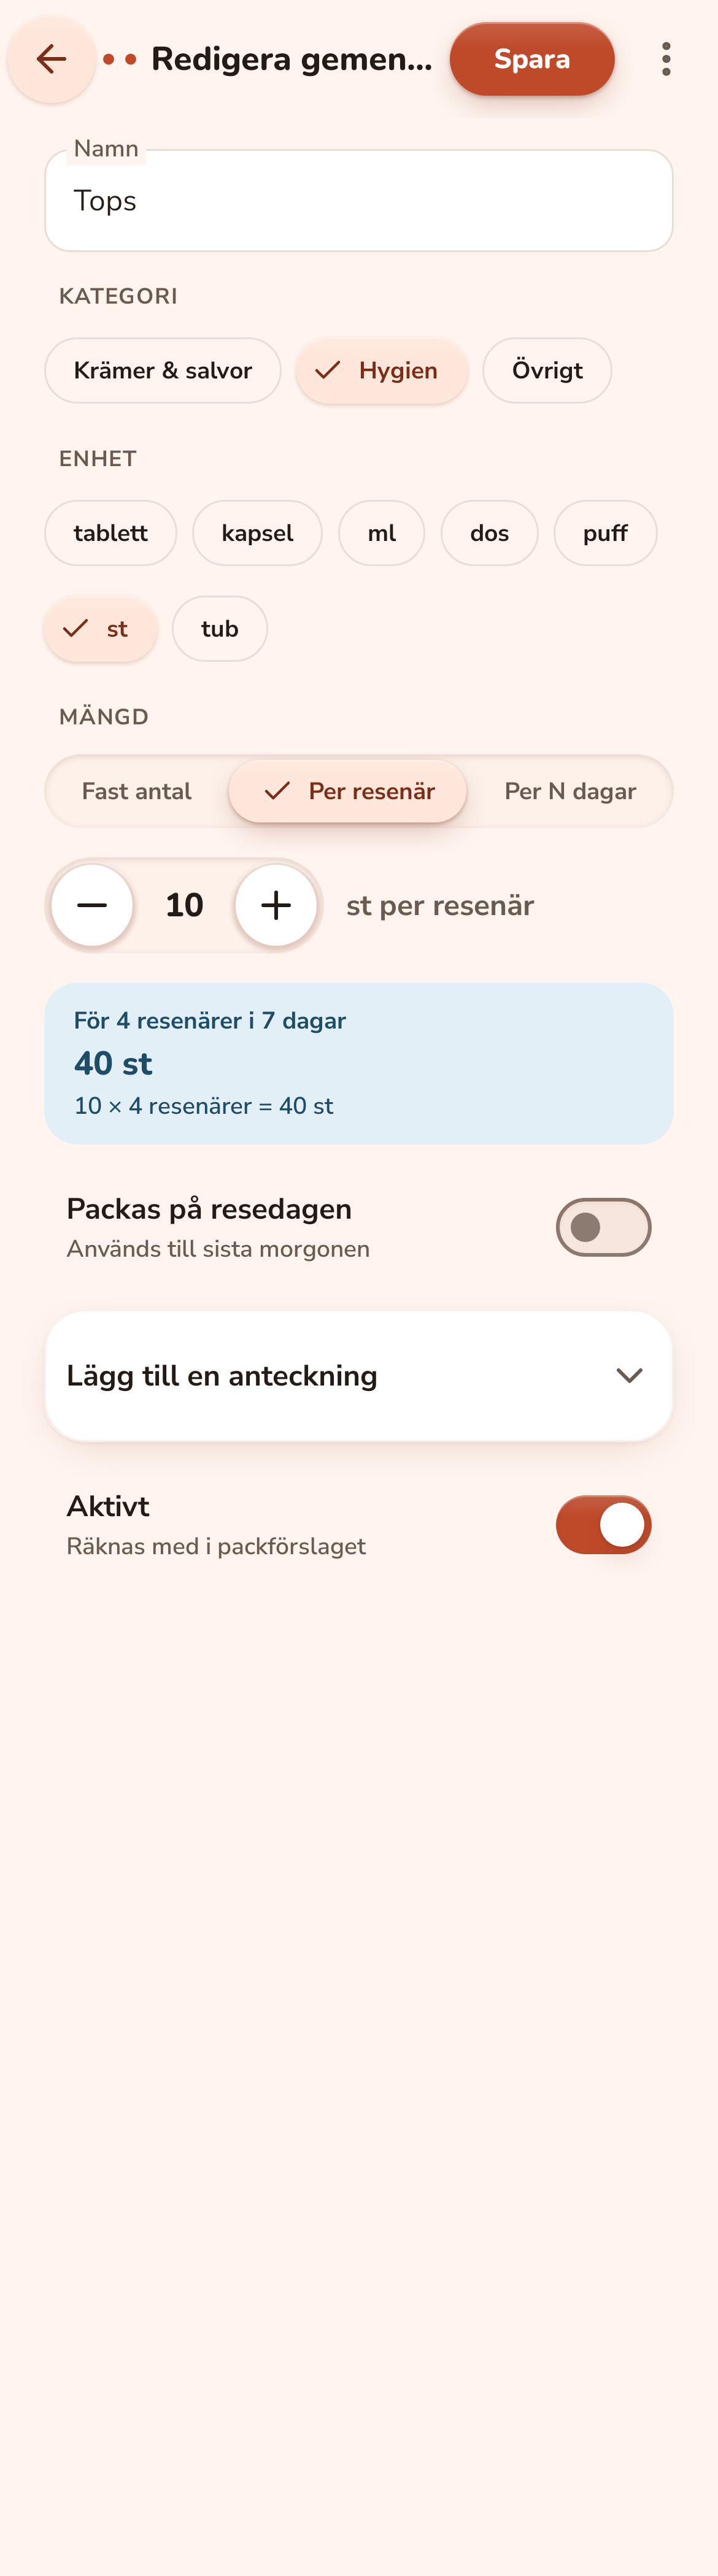 Redigera gemen...
Spara
Namn
Tops
KATEGORI
Krämer & salvor
Hygien
Övrigt
ENHET
tablett
kapsel
ml
dos
puff
st
tub
MÄNGD
Fast antal
Per resenär
Per N dagar
10
st per resenär
För 4 resenärer i 7 dagar
40 st
10 × 4 resenärer = 40 st
Packas på resedagen
Används till sista morgonen
Lägg till en anteckning
Aktivt
Räknas med i packförslaget